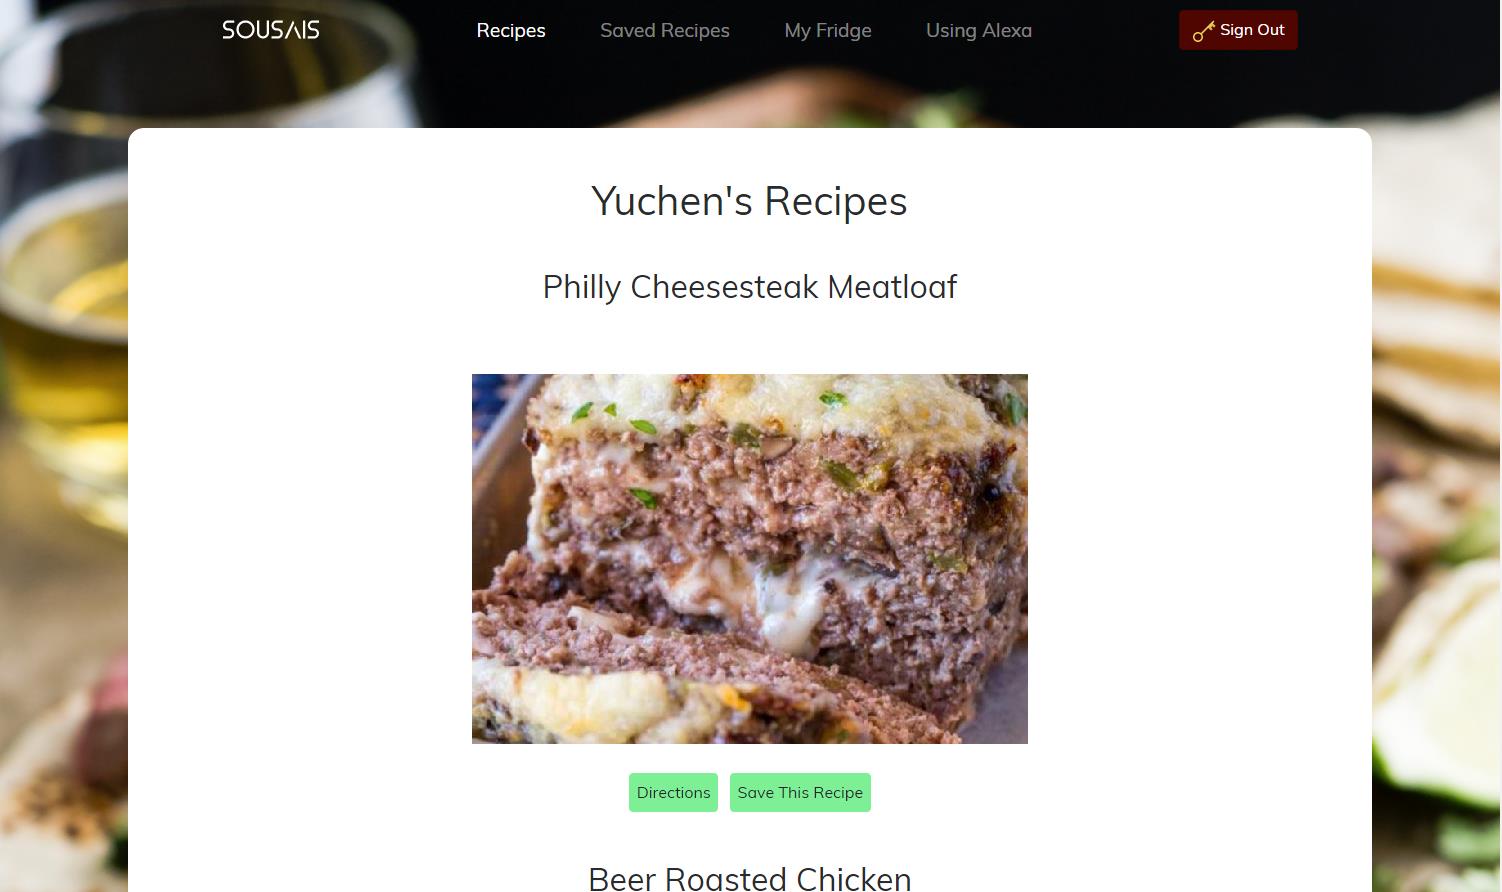 SOUSAIS
Recipes
Saved Recipes
My Fridge
Using Alexa
Sign Out
Yuchen's Recipes
Philly Cheesesteak Meatloaf
Directions
Save This Recipe
Beer Roasted Chicken